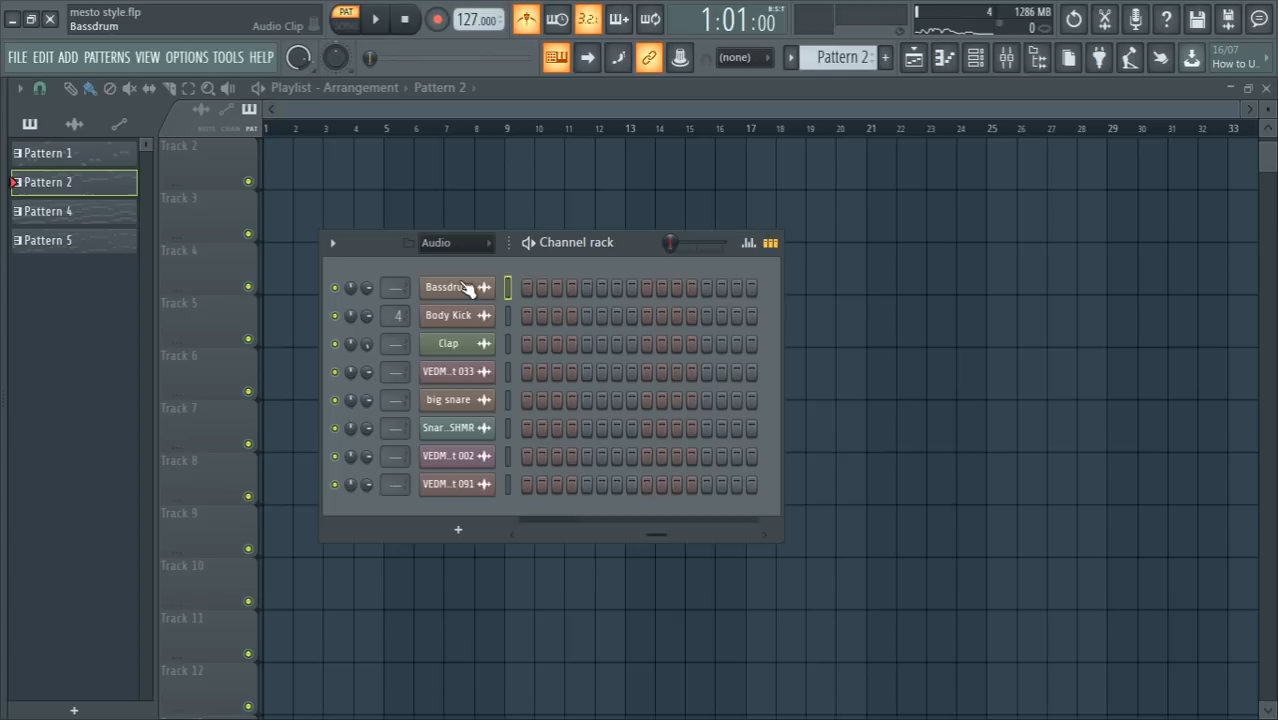 mesto style.flp
Bassdrum
Audio Clip
PAT
127.000
3.2.
1:01:00
B:S:T
4
1286 MB
0
FILE EDIT ADD PATTERNS VIEW OPTIONS TOOLS HELP
(none)
Pattern 2
+
16/07
How to U..
Playlist - Arrangement › Pattern 2 ›
NOTE CHAN PAT
1 2 3 4 5 6 7 8 9 10 11 12 13 14 15 16 17 18 19 20 21 22 23 24 25 26 27 28 29 30 31 32 33
Pattern 1
Pattern 2
Pattern 4
Pattern 5
+
Track 2
Track 3
Track 4
Track 5
Track 6
Track 7
Track 8
Track 9
Track 10
Track 11
Track 12
Audio
Channel rack
4
Body Kick
Clap
VEDM..t 033
big snare
Snar..SHMR
VEDM..t 002
VEDM..t 091
+